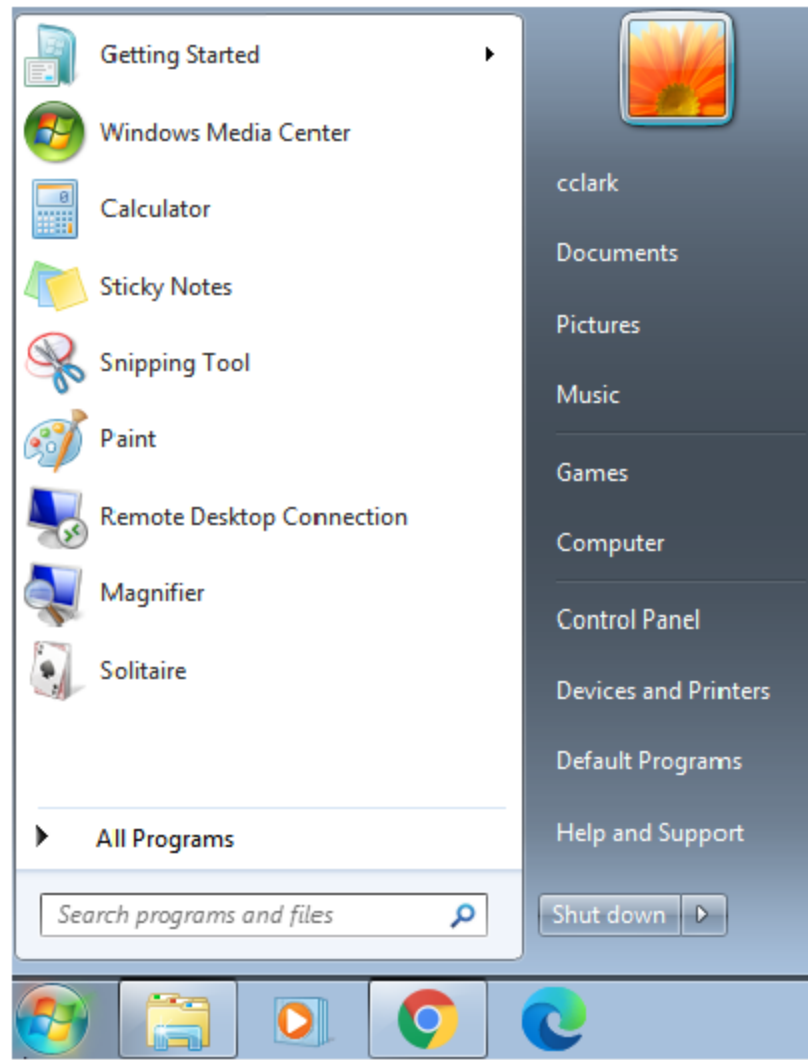 Getting Started
Windows Media Center
Calculator
Sticky Notes
Snipping Tool
Paint
Remote Desktop Connection
Magnifier
Solitaire
All Programs
Search programs and files
cclark
Documents
Pictures
Music
Games
Computer
Control Panel
Devices and Printers
Default Programs
Help and Support
Shut down